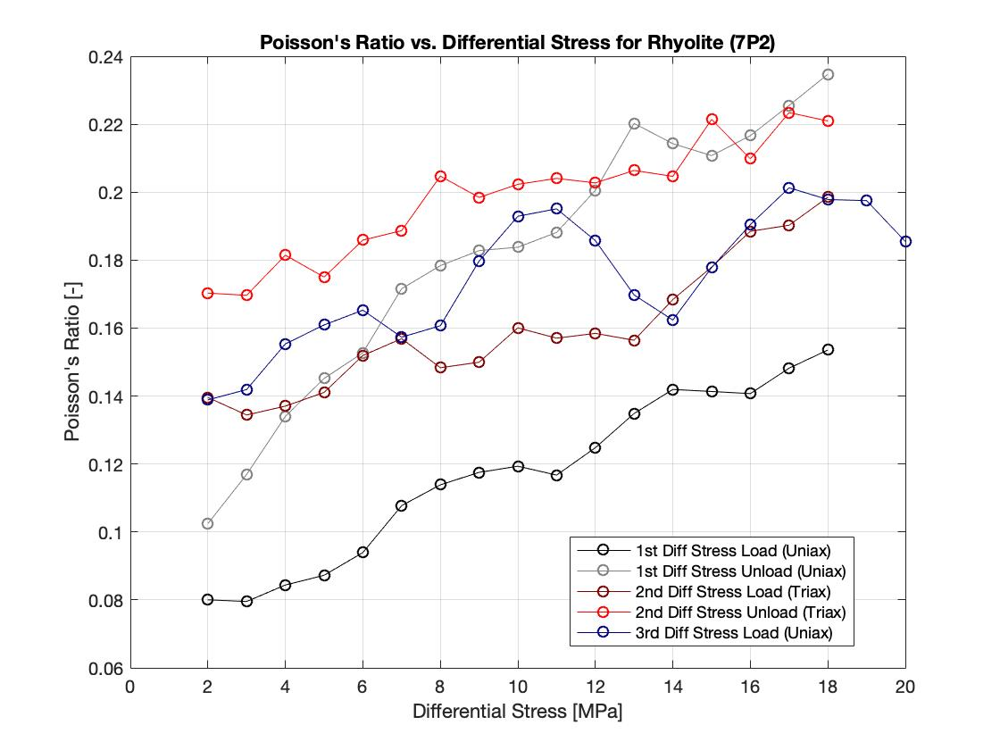 Poisson's Ratio vs. Differential Stress for Rhyolite (7P2)
0.24
0.22
0.2
0.18
0.16
0.14
0.12
0.1
0.08
0.06
Poisson's Ratio [-]
1st Diff Stress Load (Uniax)
1st Diff Stress Unload (Uniax)
2nd Diff Stress Load (Triax)
2nd Diff Stress Unload (Triax)
3rd Diff Stress Load (Uniax)
0 2 4 6 8 10 12 14 16 18 20
Differential Stress [MPa]